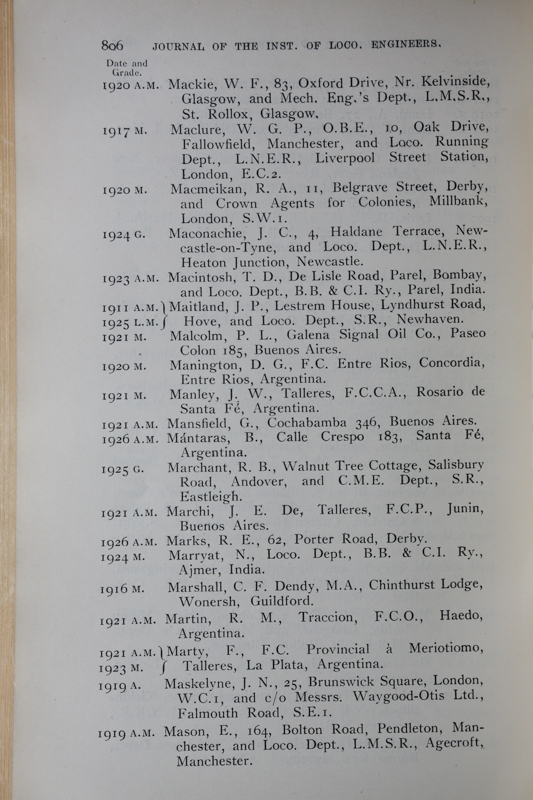 806 JOURNAL OF THE INST. OF LOCO. ENGINEERS.
Date and
Grade.
1920 A.M. Mackie, W. F., 83, Oxford Drive, Nr. Kelvinside,
Glasgow, and Mech. Eng.'s Dept., L.M.S.R.,
St. Rollox, Glasgow.
1917 M. Maclure, W. G. P., O.B.E., 10, Oak Drive,
Fallowfield, Manchester, and Loco. Running
Dept., L.N.E.R., Liverpool Street Station,
London, E.C.2.
1920 M. Macmeikan, R. A., 11, Belgrave Street, Derby,
and Crown Agents for Colonies, Millbank,
London, S.W.1.
1924 G. Maconachie, J. C., 4, Haldane Terrace, New-
castle-on-Tyne, and Loco. Dept., L.N.E.R.,
Heaton Junction, Newcastle.
1923 A.M. Macintosh, T. D., De Lisle Road, Parel, Bombay,
and Loco. Dept., B.B. & C.I. Ry., Parel, India.
1911 A.M. } Maitland, J. P., Lestrem House, Lyndhurst Road,
1925 L.M. } Hove, and Loco. Dept., S.R., Newhaven.
1921 M. Malcolm, P. L., Galena Signal Oil Co., Paseo
Colon 185, Buenos Aires.
1920 M. Manington, D. G., F.C. Entre Rios, Concordia,
Entre Rios, Argentina.
1921 M. Manley, J. W., Talleres, F.C.C.A., Rosario de
Santa Fé, Argentina.
1921 A.M. Mansfield, G., Cochabamba 346, Buenos Aires.
1926 A.M. Mántaras, B., Calle Crespo 183, Santa Fé,
Argentina.
1925 G. Marchant, R. B., Walnut Tree Cottage, Salisbury
Road, Andover, and C.M.E. Dept., S.R.,
Eastleigh.
1921 A.M. Marchi, J. E. De, Talleres, F.C.P., Junin,
Buenos Aires.
1926 A.M. Marks, R. E., 62, Porter Road, Derby.
1924 M. Marryat, N., Loco. Dept., B.B. & C.I. Ry.,
Ajmer, India.
1916 M. Marshall, C. F. Dendy, M.A., Chinthurst Lodge,
Wonersh, Guildford.
1921 A.M. Martin, R. M., Traccion, F.C.O., Haedo,
Argentina.
1921 A.M. } Marty, F., F.C. Provincial à Meriotiomo,
1923 M. } Talleres, La Plata, Argentina.
1919 A. Maskelyne, J. N., 25, Brunswick Square, London,
W.C.1, and c/o Messrs. Waygood-Otis Ltd.,
Falmouth Road, S.E.1.
1919 A.M. Mason, E., 164, Bolton Road, Pendleton, Man-
chester, and Loco. Dept., L.M.S.R., Agecroft,
Manchester.